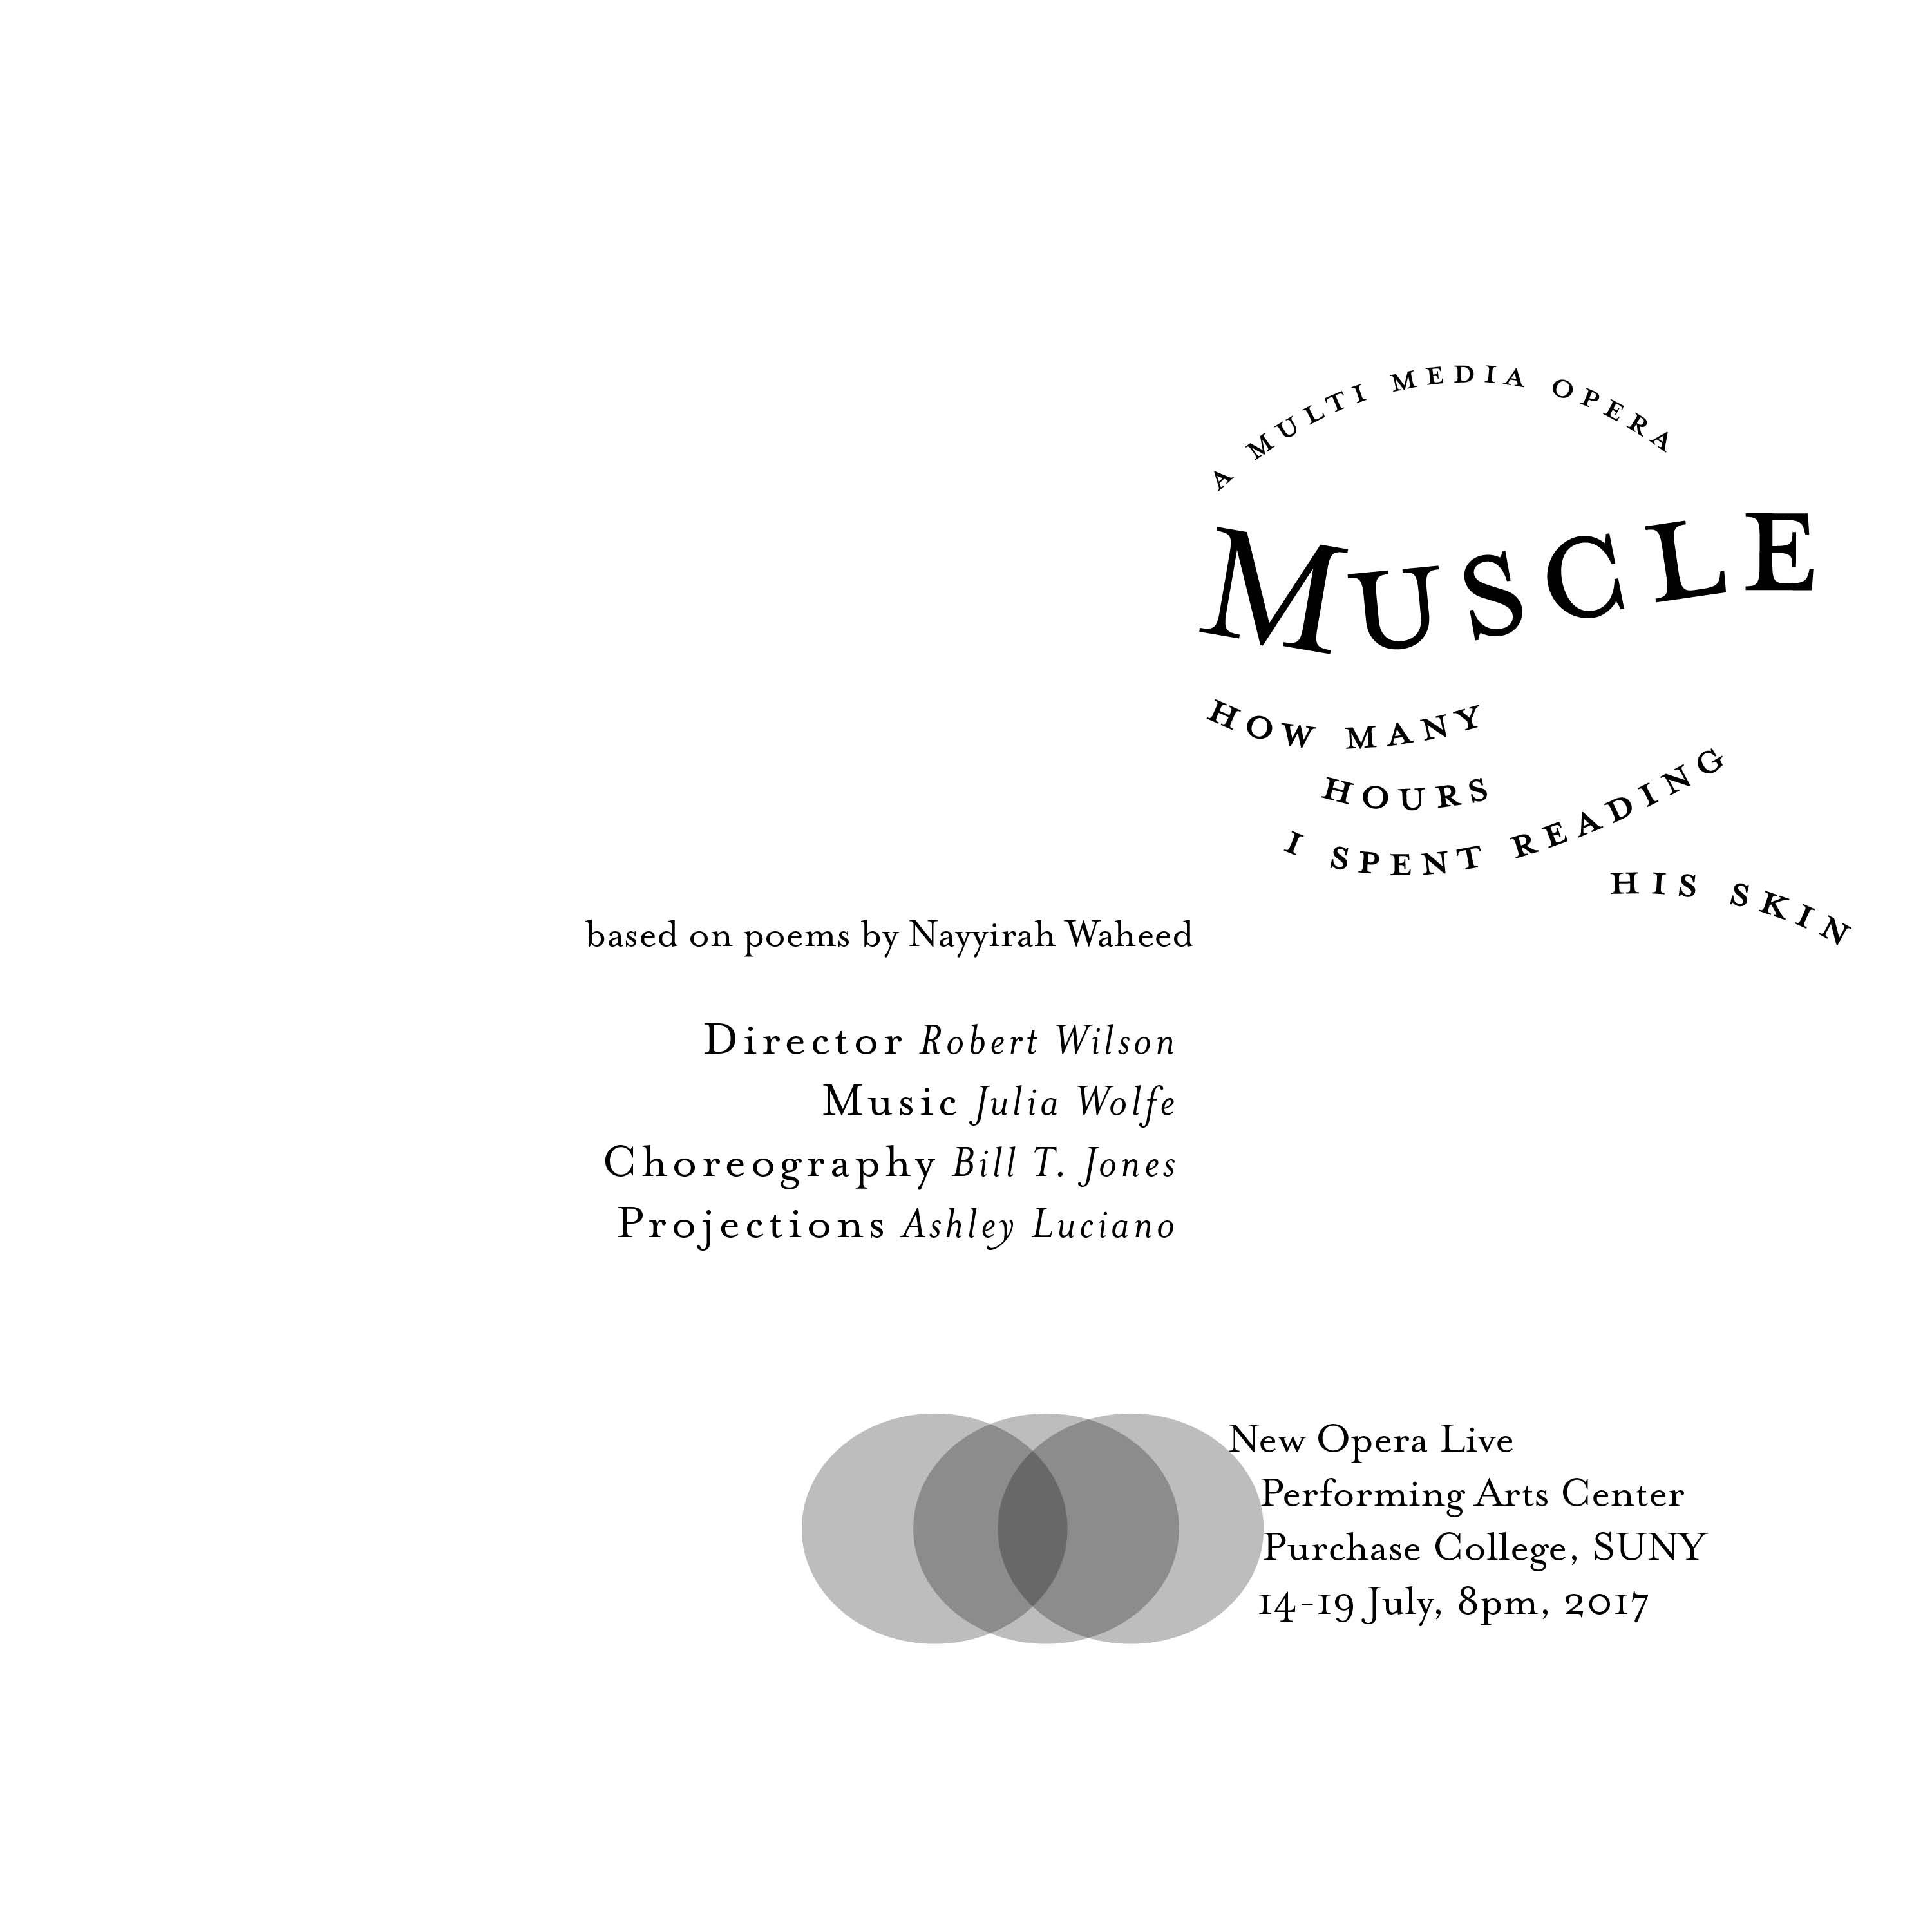 A MULTI MEDIA OPERA
MUSCLE
HOW MANY
HOURS
I SPENT READING
HIS SKIN
based on poems by Nayyirah Waheed
Director Robert Wilson
Music Julia Wolfe
Choreography Bill T. Jones
Projections Ashley Luciano
New Opera Live
Performing Arts Center
Purchase College, SUNY
14-19 July, 8pm, 2017